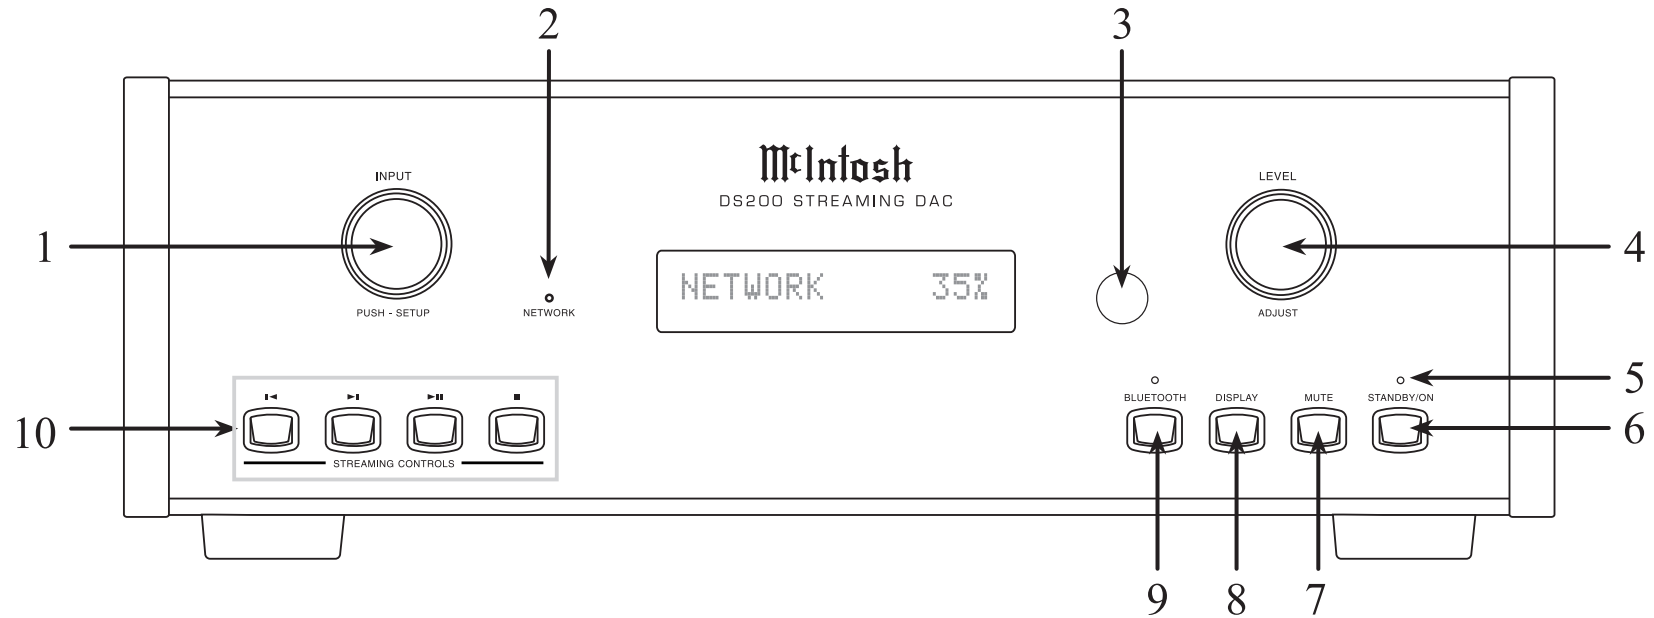 2
3
McIntosh
DS200 STREAMING DAC
INPUT
LEVEL
1
4
NETWORK 35%
PUSH - SETUP
NETWORK
ADJUST
5
BLUETOOTH
DISPLAY
MUTE
STANDBY/ON
10
6
STREAMING CONTROLS
9
8
7